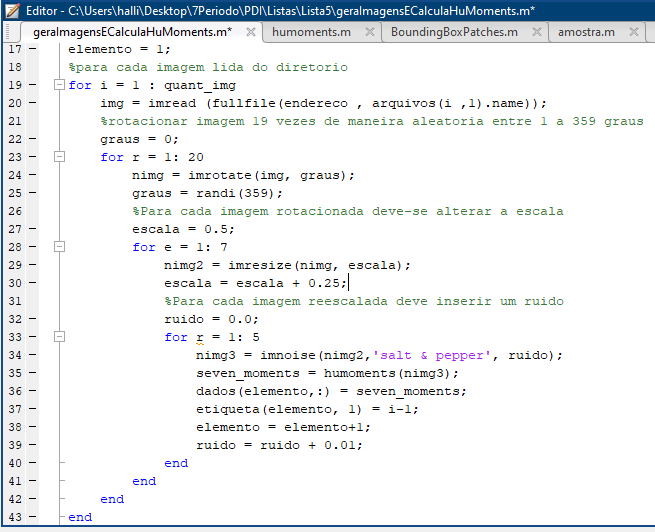 Editor - C:\Users\halli\Desktop\7Periodo\PDI\Listas\Lista5\geraImagensECalculaHuMoments.m*
geraImagensECalculaHuMoments.m* humoments.m BoundingBoxPatches.m amostra.m
17 elemento = 1;
18 %para cada imagem lida do diretorio
19 for i = 1 : quant_img
20 img = imread (fullfile(endereco , arquivos(i ,1).name));
21 %rotacionar imagem 19 vezes de maneira aleatoria entre 1 a 359 graus
22 graus = 0;
23 for r = 1: 20
24 nimg = imrotate(img, graus);
25 graus = randi(359);
26 %Para cada imagem rotacionada deve-se alterar a escala
27 escala = 0.5;
28 for e = 1: 7
29 nimg2 = imresize(nimg, escala);
30 escala = escala + 0.25;
31 %Para cada imagem reescalada deve inserir um ruido
32 ruido = 0.0;
33 for r = 1: 5
34 nimg3 = imnoise(nimg2,'salt & pepper', ruido);
35 seven_moments = humoments(nimg3);
36 dados(elemento,:) = seven_moments;
37 etiqueta(elemento, 1) = i-1;
38 elemento = elemento+1;
39 ruido = ruido + 0.01;
40 end
41 end
42 end
43 end